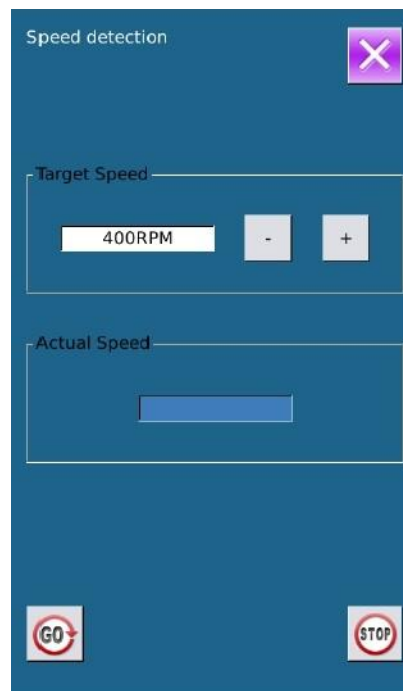 Speed detection
Target Speed
400RPM
-
+
Actual Speed
GO
STOP